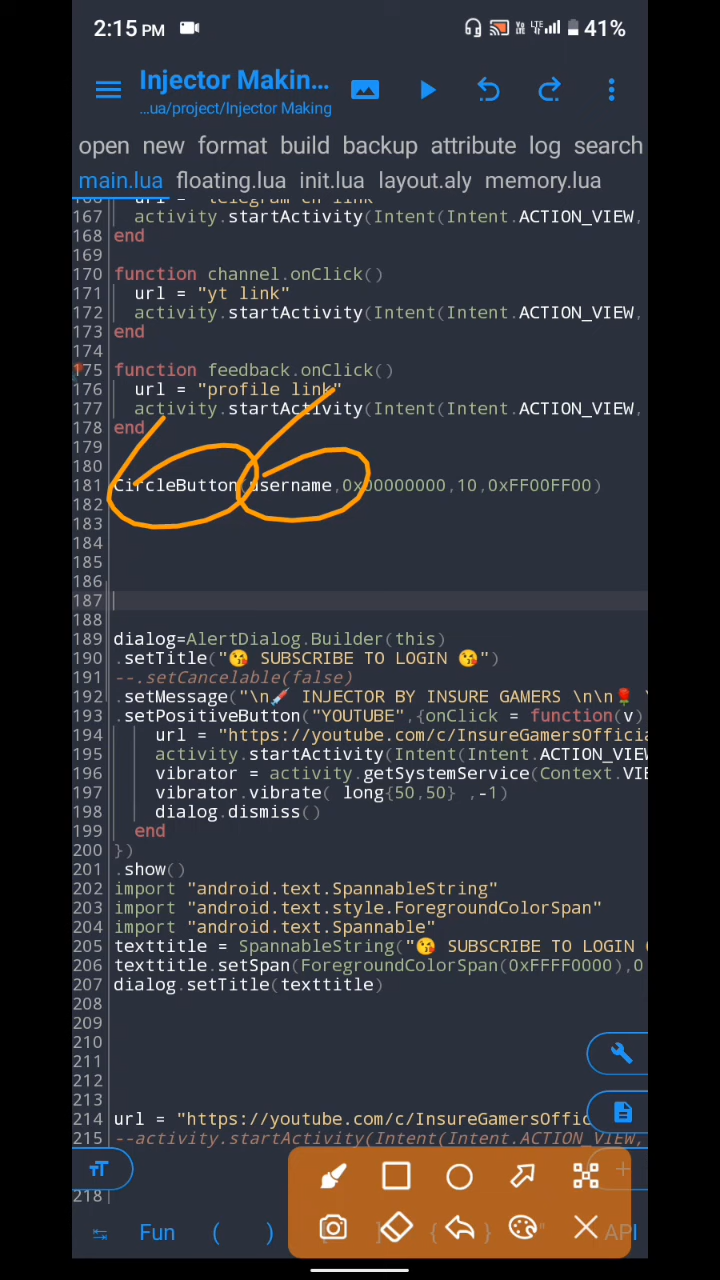 2:15 PM 41%
Injector Makin...
...ua/project/Injector Making
open new format build backup attribute log search
main.lua floating.lua init.lua layout.aly memory.lua
166 url = "telegram ch link"
167 activity.startActivity(Intent(Intent.ACTION_VIEW,
168 end
169
170 function channel.onClick()
171 url = "yt link"
172 activity.startActivity(Intent(Intent.ACTION_VIEW,
173 end
174
175 function feedback.onClick()
176 url = "profile link"
177 activity.startActivity(Intent(Intent.ACTION_VIEW,
178 end
179
180
181 CircleButton(username,0x00000000,10,0xFF00FF00)
182
183
184
185
186
187
188
189 dialog=AlertDialog.Builder(this)
190 .setTitle("😘 SUBSCRIBE TO LOGIN 😘")
191 --.setCancelable(false)
192 .setMessage("\n💉 INJECTOR BY INSURE GAMERS \n\n🌹 \
193 .setPositiveButton("YOUTUBE",{onClick = function(v)
194 url = "https://youtube.com/c/InsureGamersOfficia
195 activity.startActivity(Intent(Intent.ACTION_VIEW
196 vibrator = activity.getSystemService(Context.VIB
197 vibrator.vibrate( long{50,50} ,-1)
198 dialog.dismiss()
199 end
200 })
201 .show()
202 import "android.text.SpannableString"
203 import "android.text.style.ForegroundColorSpan"
204 import "android.text.Spannable"
205 texttitle = SpannableString("😘 SUBSCRIBE TO LOGIN
206 texttitle.setSpan(ForegroundColorSpan(0xFFFF0000),0
207 dialog.setTitle(texttitle)
208
209
210
211
212
213
214 url = "https://youtube.com/c/InsureGamersOffic
215 --activity.startActivity(Intent(Intent.ACTION_VIEW,
218
Fun ( ) { } " API